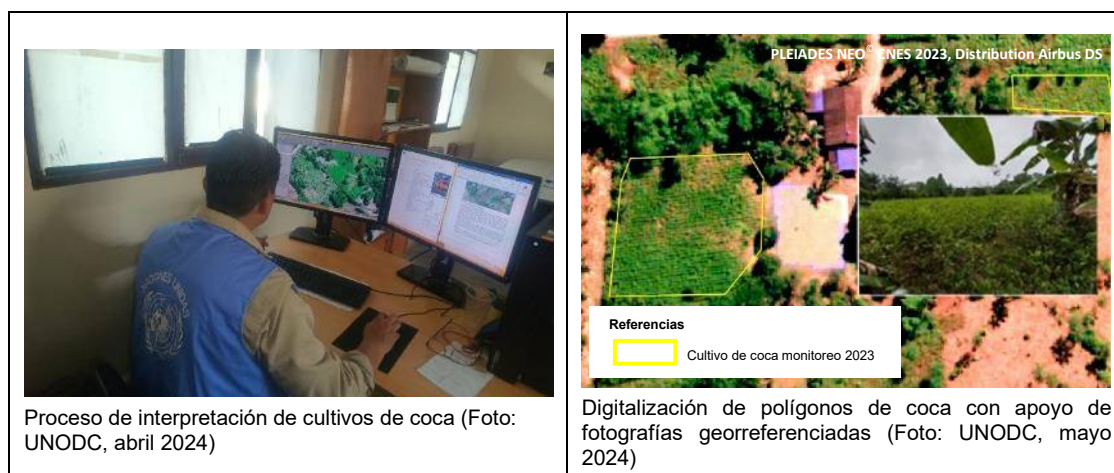 PLEIADES NEO © CNES 2023, Distribution Airbus DS
NACIONES UNIDAS
Referencias
Cultivo de coca monitoreo 2023
Proceso de interpretación de cultivos de coca (Foto:
UNODC, abril 2024)
Digitalización de polígonos de coca con apoyo de
fotografías georreferenciadas (Foto: UNODC, mayo
2024)